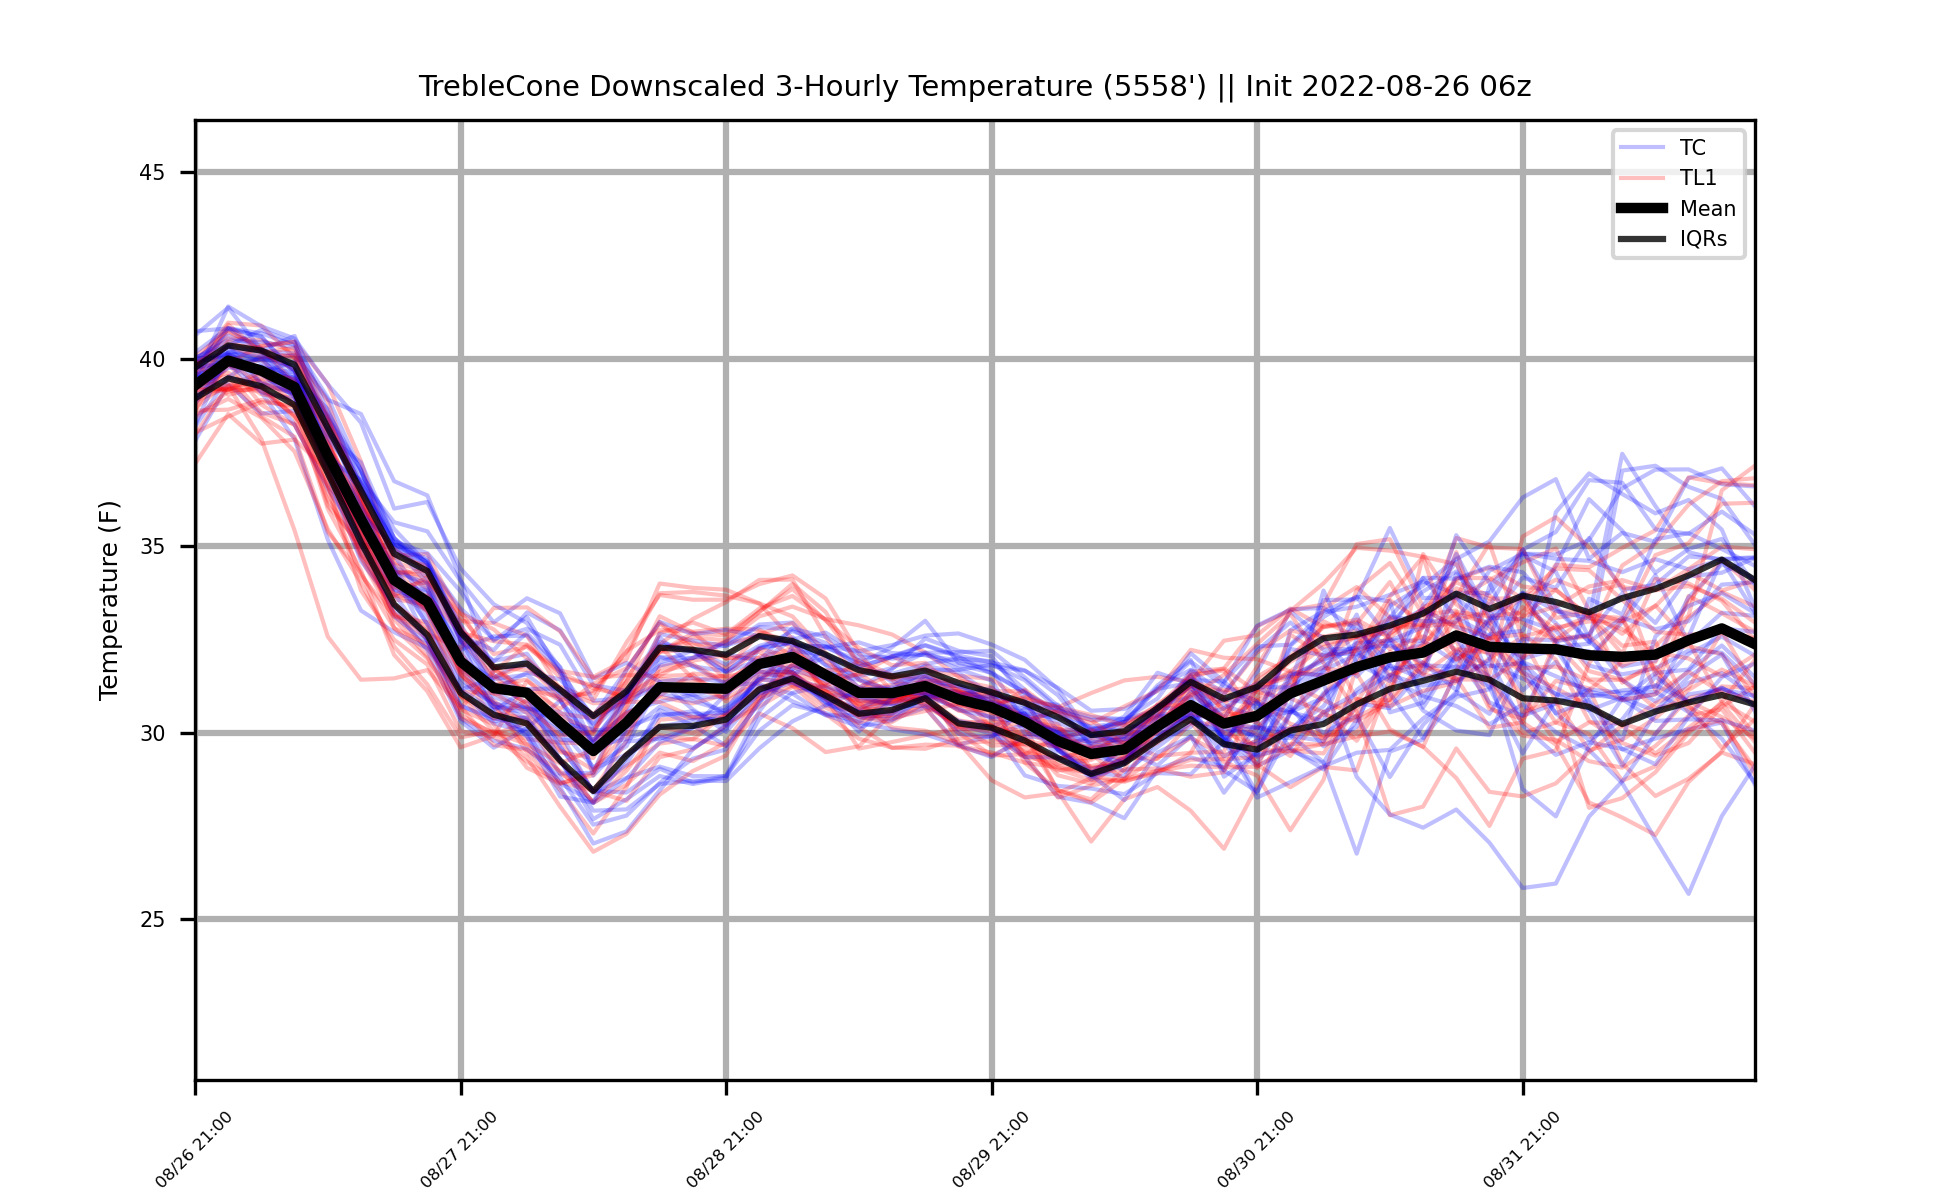 TrebleCone Downscaled 3-Hourly Temperature (5558') || Init 2022-08-26 06z
TC
TL1
Mean
IQRs
Temperature (F)
45
40
35
30
25
08/26 21:00
08/27 21:00
08/28 21:00
08/29 21:00
08/30 21:00
08/31 21:00